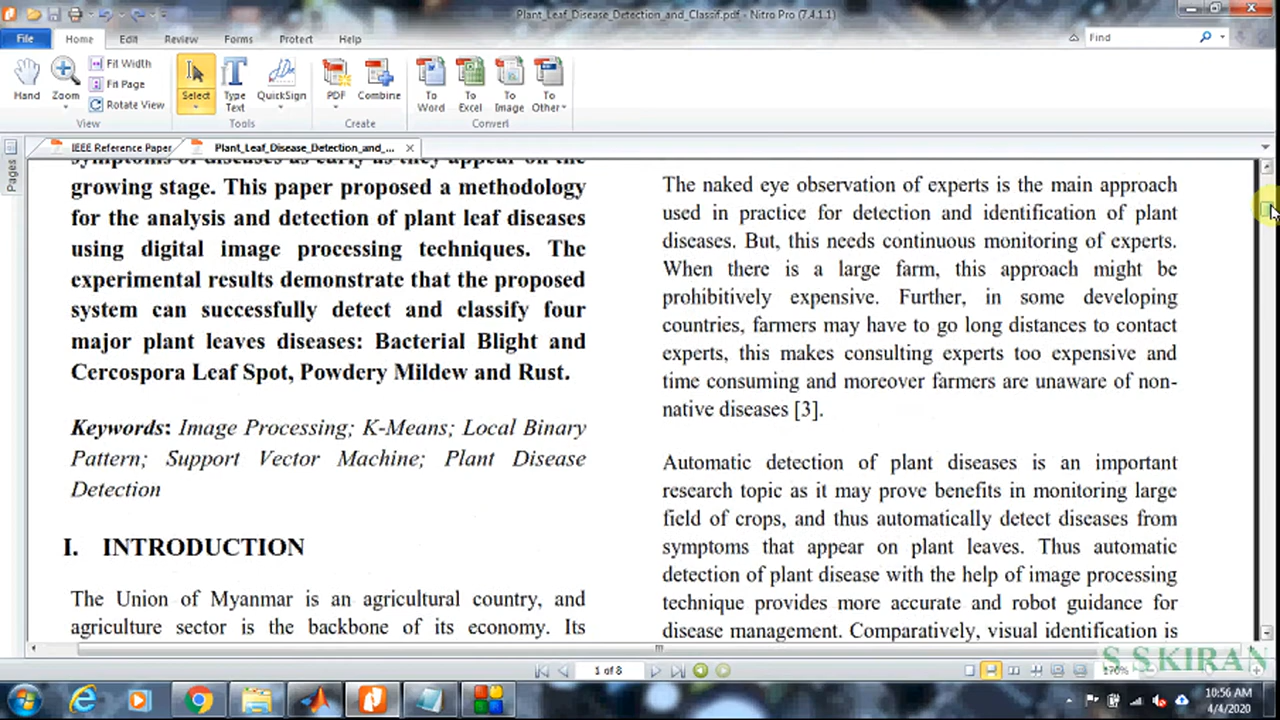 Plant_Leaf_Disease_Detection_and_Classif.pdf - Nitro Pro (7.4.1.1)
File Home Edit Review Forms Protect Help
Find
Hand
Zoom
Fit Width
Fit Page
Rotate View
Select
Type Text
QuickSign
PDF
Combine
To Word
To Excel
To Image
To Other
View
Tools
Create
Convert
Pages
IEEE Reference Paper
Plant_Leaf_Disease_Detection_and_...
symptoms of diseases as early as they appear on the
growing stage. This paper proposed a methodology
for the analysis and detection of plant leaf diseases
using digital image processing techniques. The
experimental results demonstrate that the proposed
system can successfully detect and classify four
major plant leaves diseases: Bacterial Blight and
Cercospora Leaf Spot, Powdery Mildew and Rust.
Keywords: Image Processing; K-Means; Local Binary
Pattern; Support Vector Machine; Plant Disease
Detection
I. INTRODUCTION
The Union of Myanmar is an agricultural country, and
agriculture sector is the backbone of its economy. Its
The naked eye observation of experts is the main approach
used in practice for detection and identification of plant
diseases. But, this needs continuous monitoring of experts.
When there is a large farm, this approach might be
prohibitively expensive. Further, in some developing
countries, farmers may have to go long distances to contact
experts, this makes consulting experts too expensive and
time consuming and moreover farmers are unaware of non-
native diseases [3].
Automatic detection of plant diseases is an important
research topic as it may prove benefits in monitoring large
field of crops, and thus automatically detect diseases from
symptoms that appear on plant leaves. Thus automatic
detection of plant disease with the help of image processing
technique provides more accurate and robot guidance for
disease management. Comparatively, visual identification is
1 of 8
S S KIRAN
10:56 AM
4/4/2020